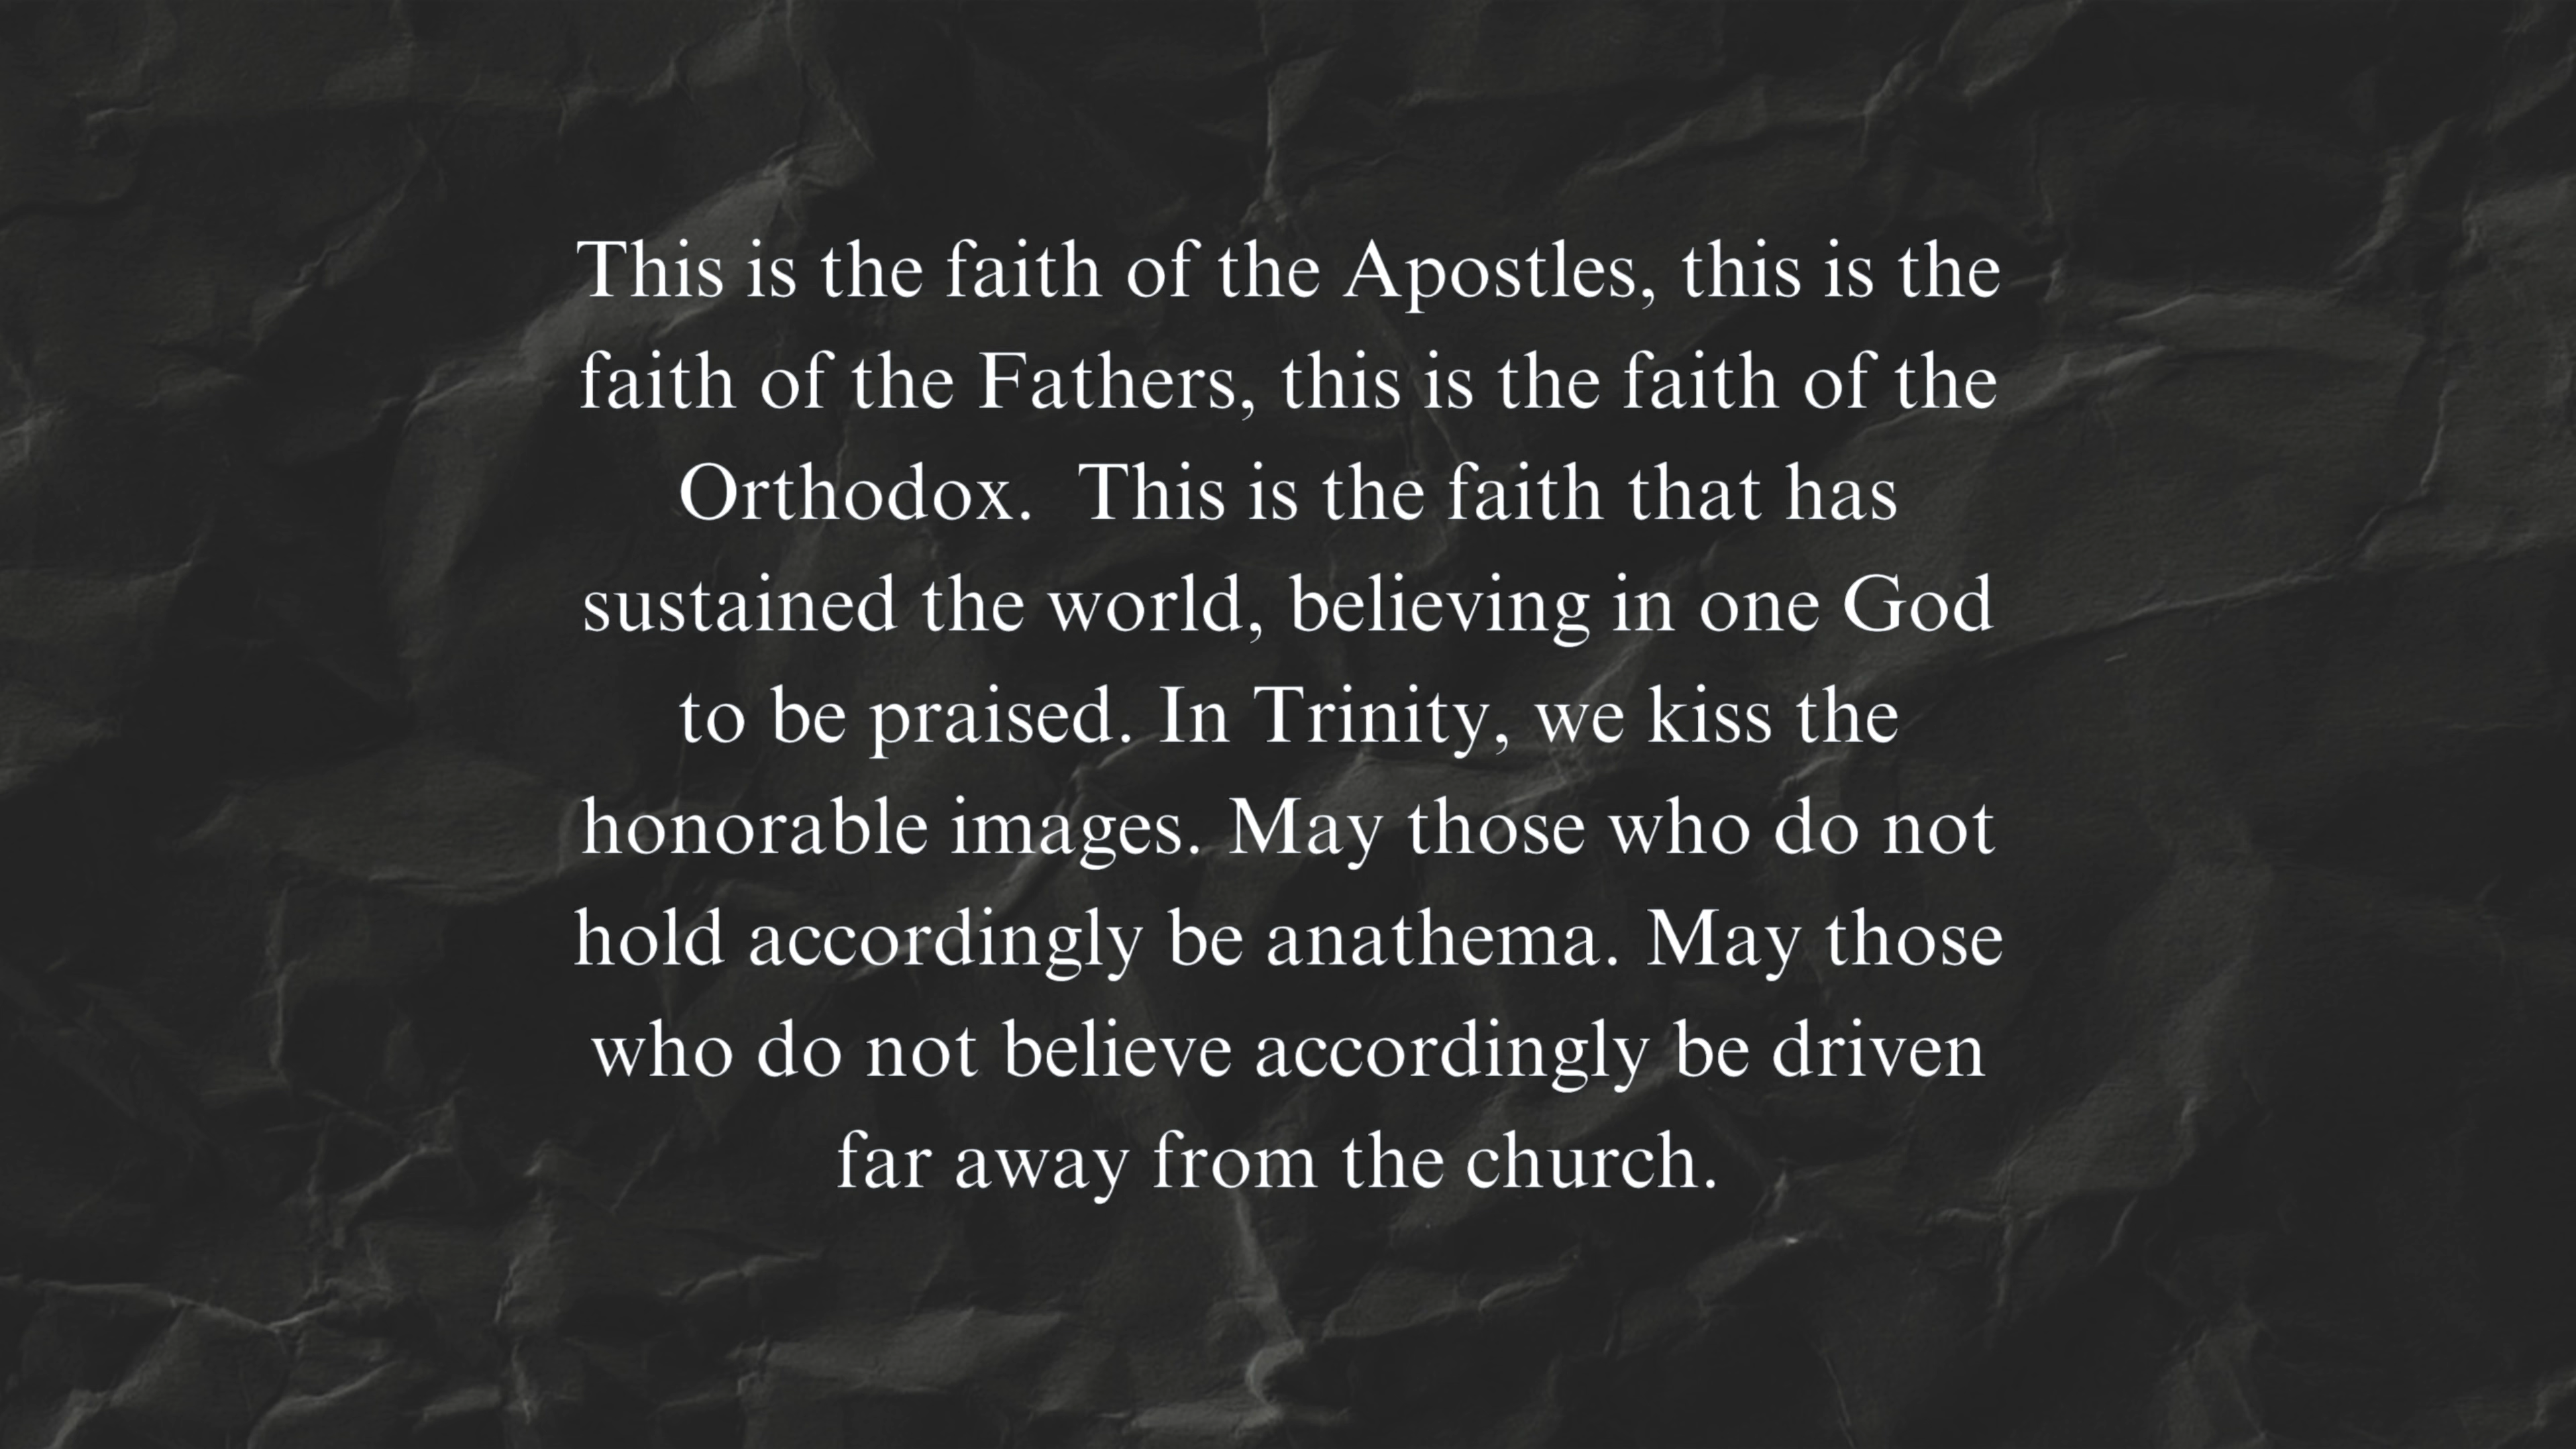 This is the faith of the Apostles, this is the
faith of the Fathers, this is the faith of the
Orthodox.  This is the faith that has
sustained the world, believing in one God
to be praised. In Trinity, we kiss the
honorable images. May those who do not
hold accordingly be anathema. May those
who do not believe accordingly be driven
far away from the church.